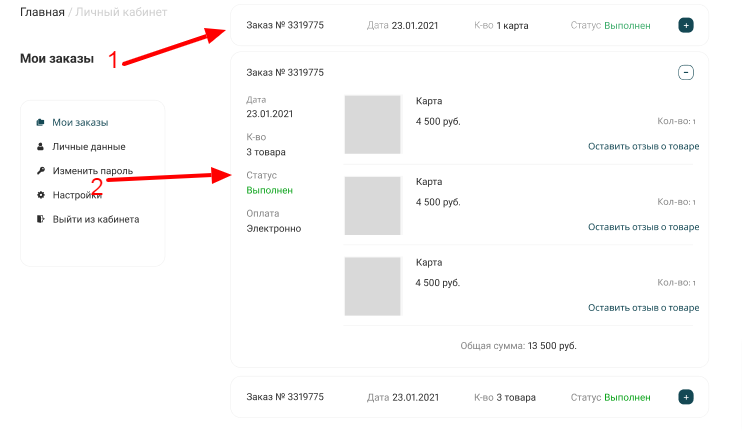 Главная / Личный кабинет
Мои заказы
1
Мои заказы
Личные данные
Изменить пароль
2
Настройки
Выйти из кабинета
Заказ № 3319775 Дата 23.01.2021 К-во 1 карта Статус Выполнен +
Заказ № 3319775 −
Дата
23.01.2021
К-во
3 товара
Статус
Выполнен
Оплата
Электронно
Карта
4 500 руб. Кол-во: 1
Оставить отзыв о товаре
Карта
4 500 руб. Кол-во: 1
Оставить отзыв о товаре
Карта
4 500 руб. Кол-во: 1
Оставить отзыв о товаре
Общая сумма: 13 500 руб.
Заказ № 3319775 Дата 23.01.2021 К-во 3 товара Статус Выполнен +